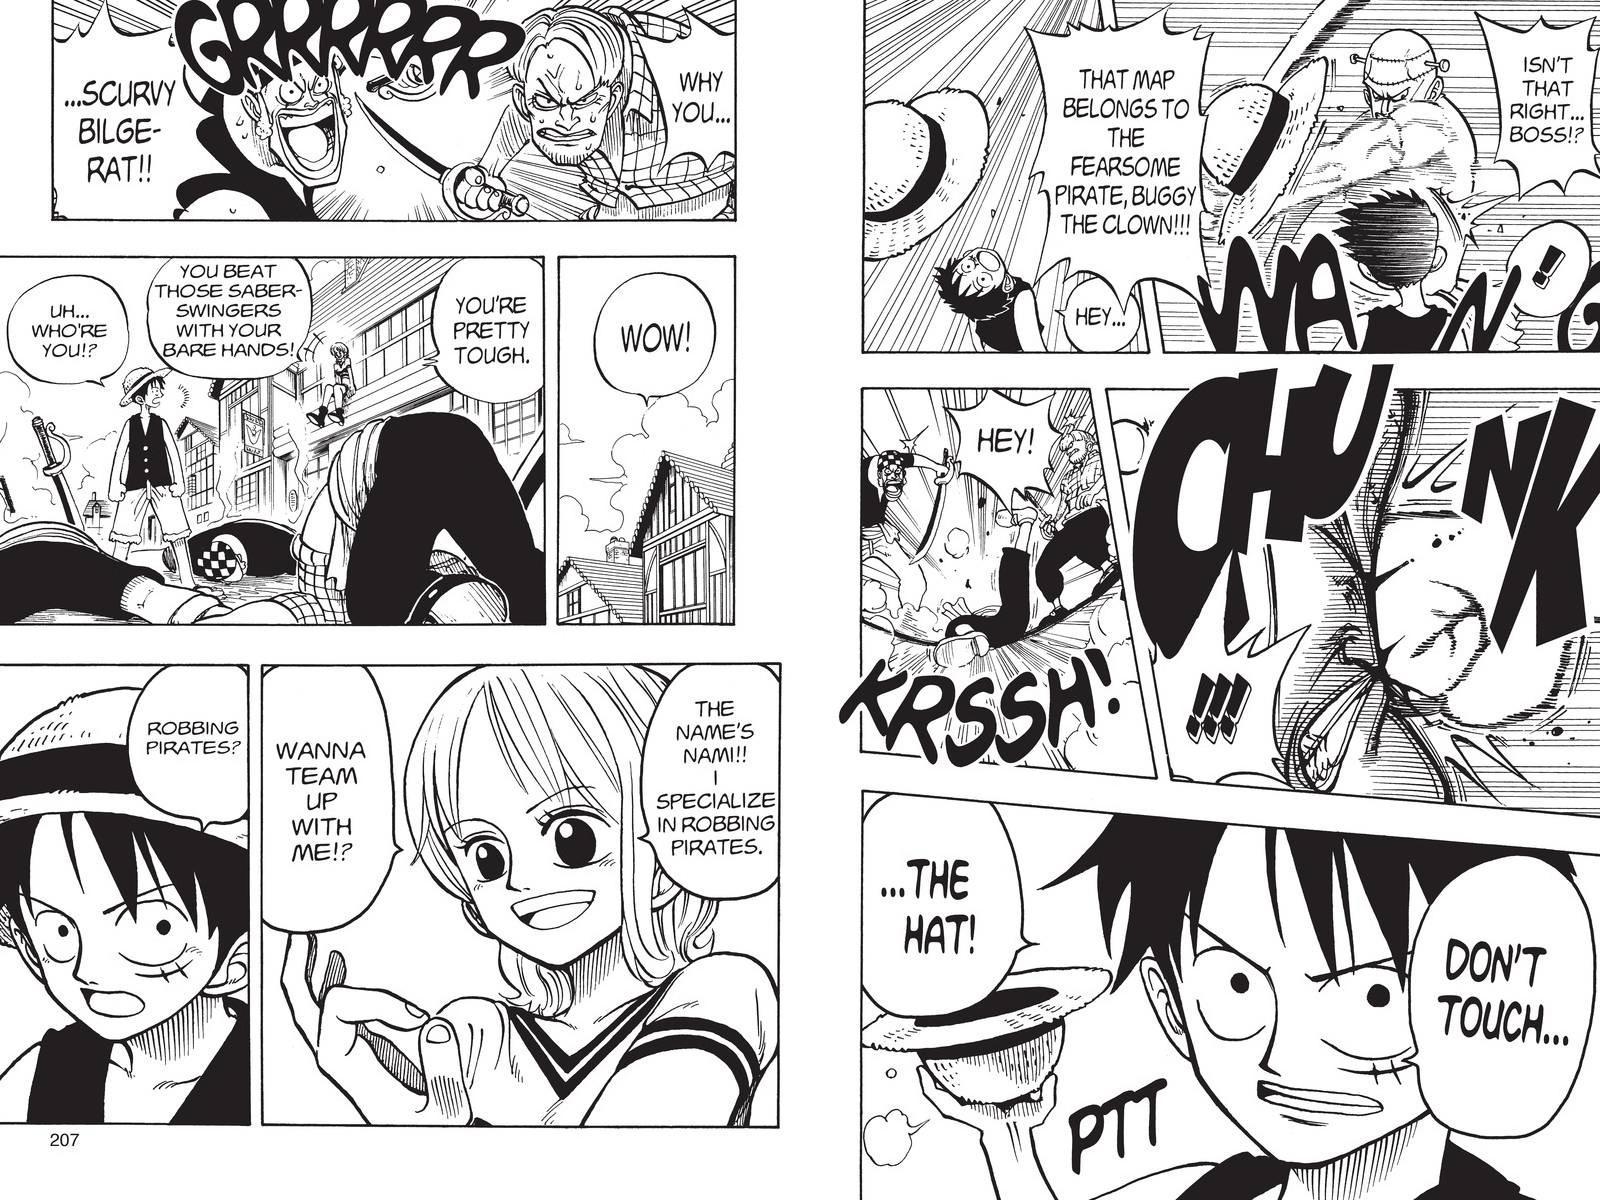 ISN'T
THAT
RIGHT...
BOSS!?
!
WANG
THAT MAP
BELONGS TO
THE
FEARSOME
PIRATE, BUGGY
THE CLOWN!!!
HEY...
CHUNK
!!!
HEY!
KRSSH!
DON'T
TOUCH...
...THE
HAT!
PTT
WHY
YOU...
GRRRRRR
...SCURVY
BILGE-
RAT!!
WOW!
YOU'RE
PRETTY
TOUGH.
YOU BEAT
THOSE SABER-
SWINGERS
WITH YOUR
BARE HANDS!
UH...
WHO'RE
YOU!?
THE
NAME'S
NAMI!!
I
SPECIALIZE
IN ROBBING
PIRATES.
WANNA
TEAM
UP
WITH
ME!?
ROBBING
PIRATES?
207